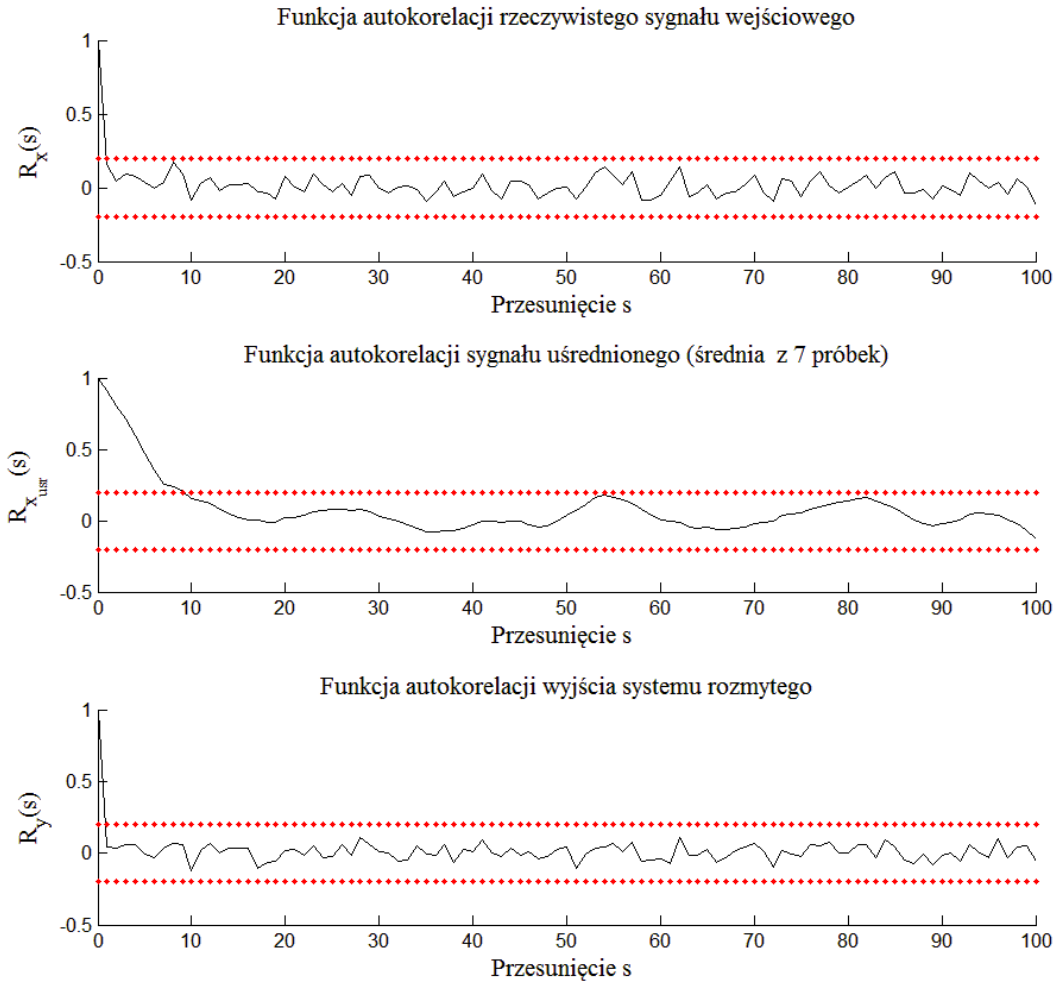 Funkcja autokorelacji rzeczywistego sygnału wejściowego
1
0.5
0
-0.5
R_x(s)
0 10 20 30 40 50 60 70 80 90 100
Przesunięcie s
Funkcja autokorelacji sygnału uśrednionego (średnia z 7 próbek)
1
0.5
0
-0.5
R_x_usr(s)
0 10 20 30 40 50 60 70 80 90 100
Przesunięcie s
Funkcja autokorelacji wyjścia systemu rozmytego
1
0.5
0
-0.5
R_y(s)
0 10 20 30 40 50 60 70 80 90 100
Przesunięcie s